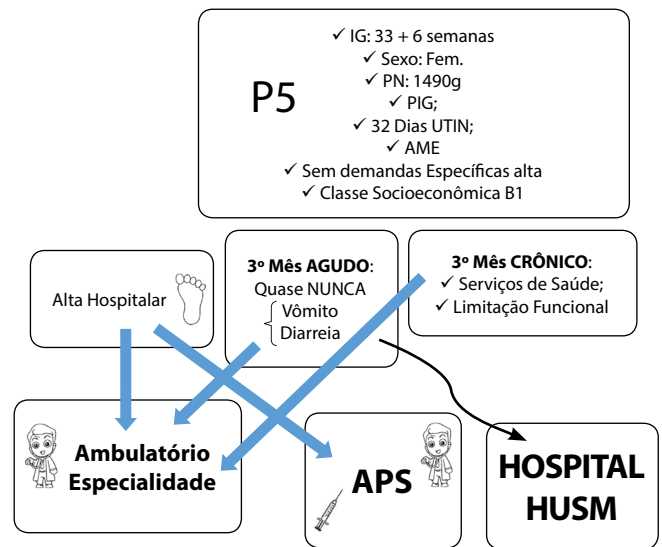 P5
✓ IG: 33 + 6 semanas
✓ Sexo: Fem.
✓ PN: 1490g
✓ PIG;
✓ 32 Dias UTIN;
✓ AME
✓ Sem demandas Específicas alta
✓ Classe Socioeconômica B1
Alta Hospitalar
3º Mês AGUDO:
Quase NUNCA
Vômito
Diarreia
3º Mês CRÔNICO:
✓ Serviços de Saúde;
✓ Limitação Funcional
Ambulatório
Especialidade
APS
HOSPITAL
HUSM